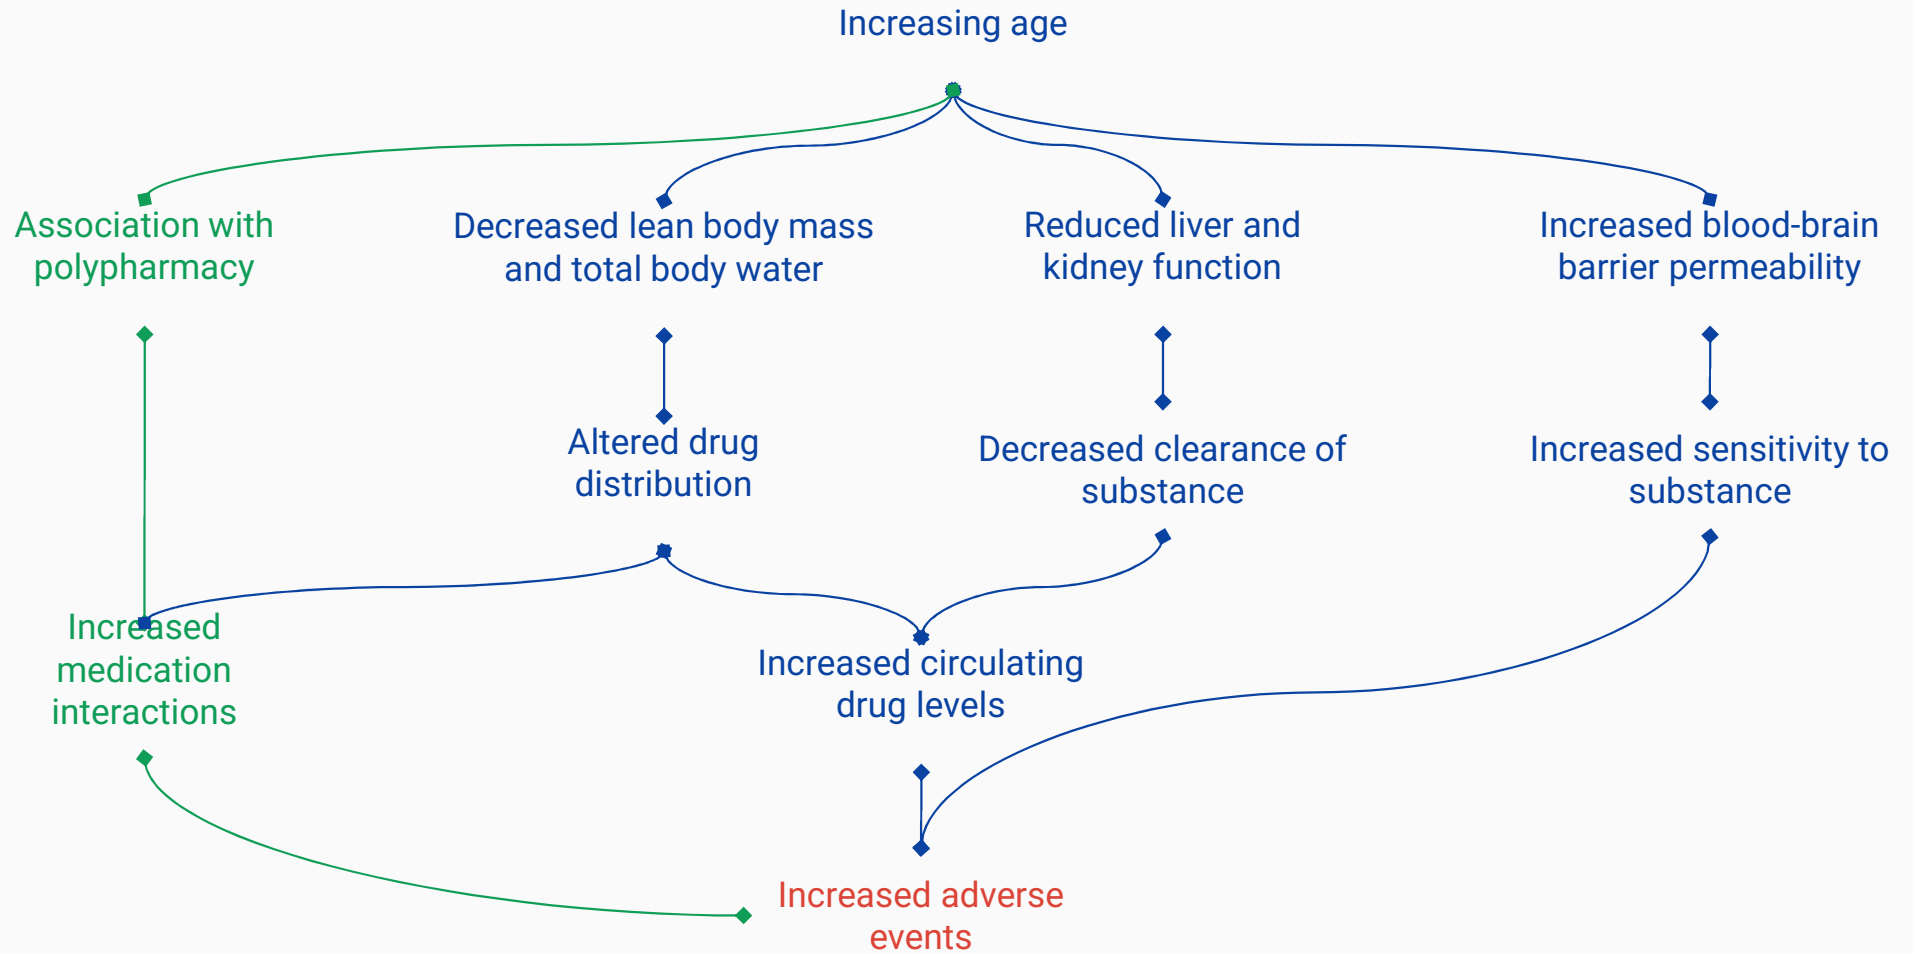 Increasing age
Association with
polypharmacy
Decreased lean body mass
and total body water
Reduced liver and
kidney function
Increased blood-brain
barrier permeability
Altered drug
distribution
Decreased clearance of
substance
Increased sensitivity to
substance
Increased
medication
interactions
Increased circulating
drug levels
Increased adverse
events